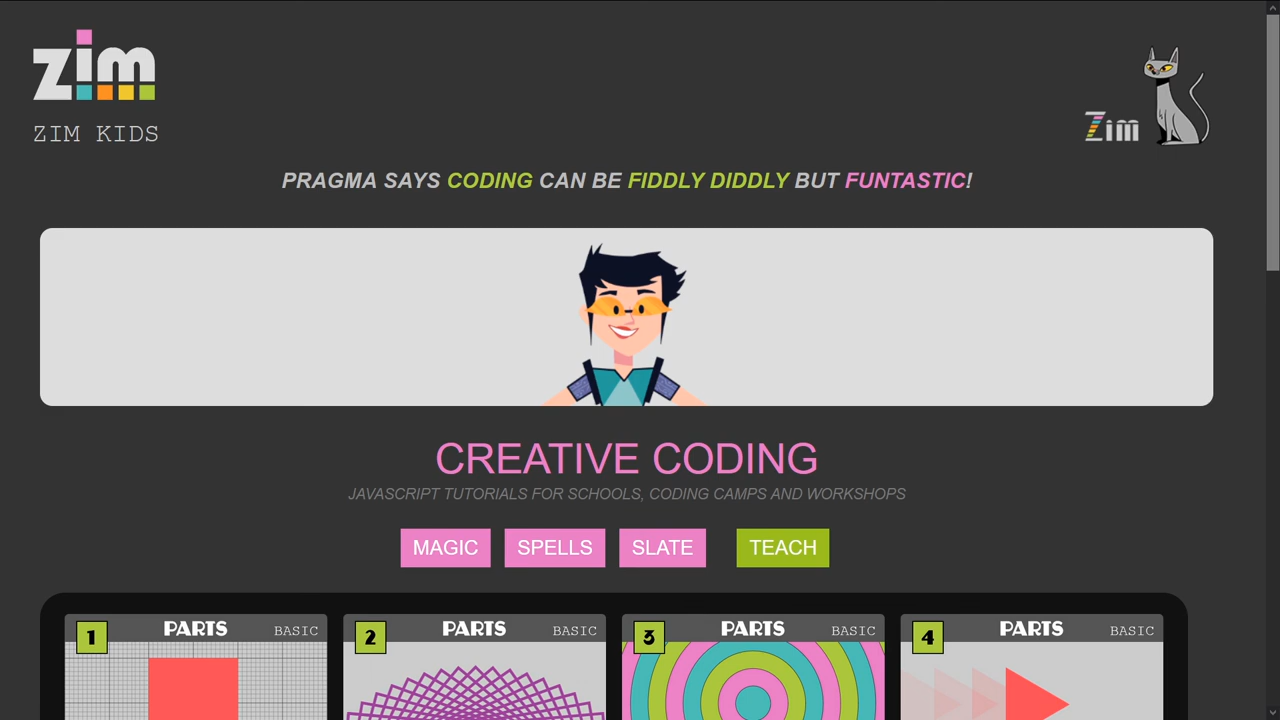 zim
ZIM KIDS
Zim
PRAGMA SAYS CODING CAN BE FIDDLY DIDDLY BUT FUNTASTIC!
CREATIVE CODING
JAVASCRIPT TUTORIALS FOR SCHOOLS, CODING CAMPS AND WORKSHOPS
MAGIC SPELLS SLATE TEACH
1 PARTS BASIC 2 PARTS BASIC 3 PARTS BASIC 4 PARTS BASIC